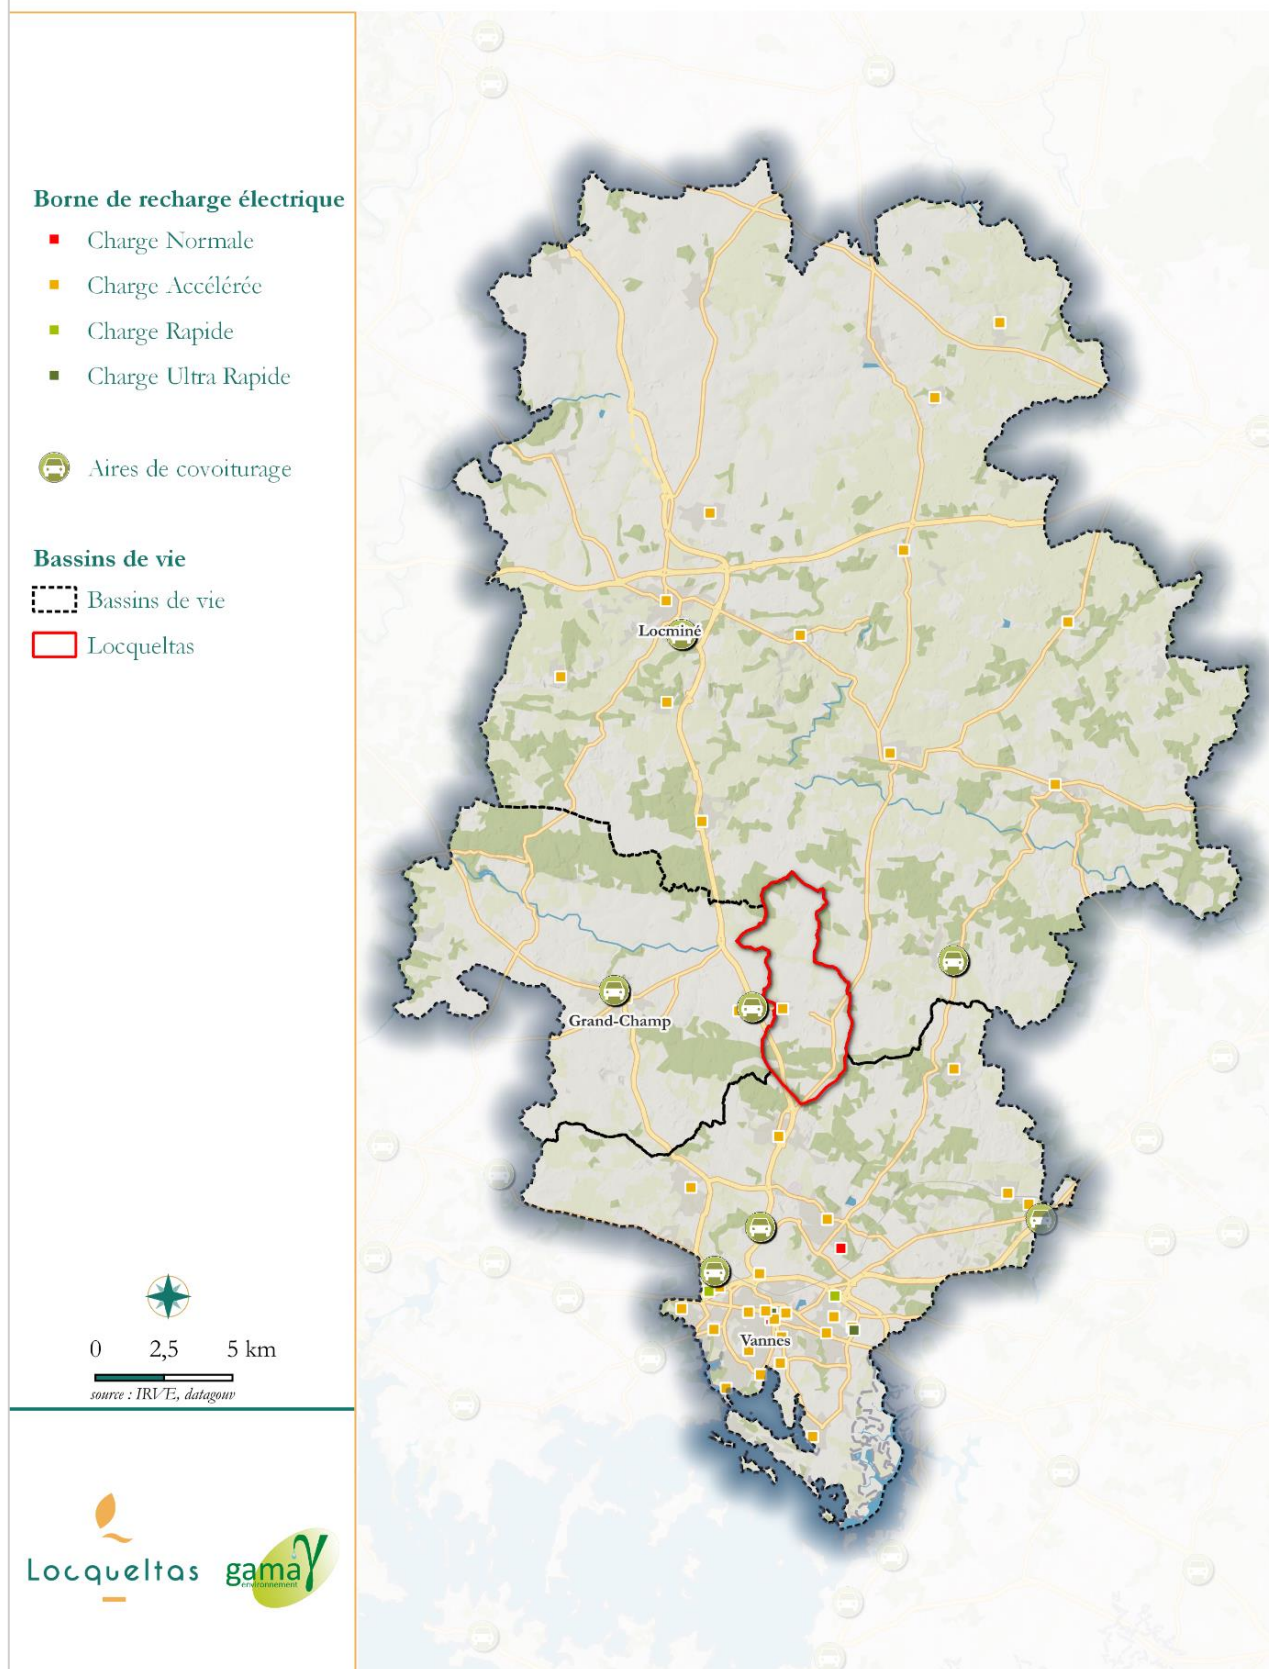 Borne de recharge électrique
Charge Normale
Charge Accélérée
Charge Rapide
Charge Ultra Rapide
Aires de covoiturage
Bassins de vie
Bassins de vie
Locqueltas
Locminé
Grand-Champ
Vannes
0 2,5 5 km
source : IRVE, datagouv
Locqueltas
gama
environnement